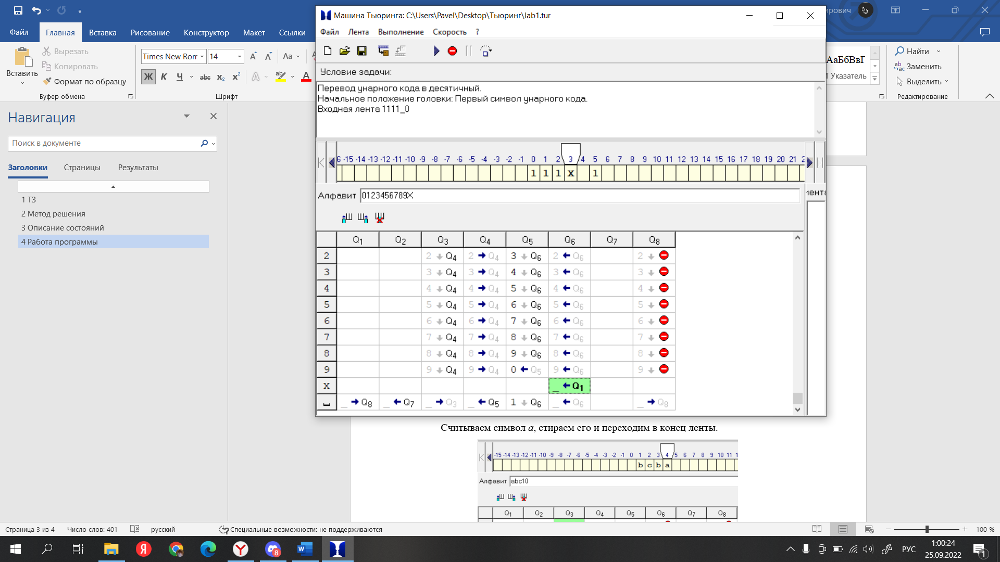 Файл
Главная
Вставка
Рисование
Конструктор
Макет
Ссылки
Вставить
Вырезать
Копировать
Формат по образцу
Буфер обмена
Times New Ror
14
Aa
Ж К Ч abc x₂ x² A ab A
Шрифт
Машина Тьюринга: C:\Users\Pavel\Desktop\Тьюринг\lab1.tur
Файл Лента Выполнение Скорость ?
Условие задачи:
Перевод унарного кода в десятичный.
Начальное положение головки: Первый символ унарного кода.
Входная лента 1111_0
6 -15 -14 -13 -12 -11 -10 -9 -8 -7 -6 -5 -4 -3 -2 -1 0 1 2 3 4 5 6 7 8 9 10 11 12 13 14 15 16 17 18 19 20 21 2
1 1 1 X 1
Алфавит 0123456789X
Q1 Q2 Q3 Q4 Q5 Q6 Q7 Q8
2 2 Q4 2 Q4 3 Q6 2 Q6 2
3 3 Q4 3 Q4 4 Q6 3 Q6 3
4 4 Q4 4 Q4 5 Q6 4 Q6 4
5 5 Q4 5 Q4 6 Q6 5 Q6 5
6 6 Q4 6 Q4 7 Q6 6 Q6 6
7 7 Q4 7 Q4 8 Q6 7 Q6 7
8 8 Q4 8 Q4 9 Q6 8 Q6 8
9 9 Q4 9 Q4 0 Q5 9 Q6 9
X _ Q1
_ Q8 _ Q7 _ Q3 _ Q5 1 Q6 _ Q6 _ Q8
ирович
АаБбВвГ
Указатель
Найти
Заменить
Выделить
Редактирование
Навигация
Поиск в документе
Заголовки Страницы Результаты
1 ТЗ
2 Метод решения
3 Описание состояний
4 Работа программы
Считываем символ а, стираем его и переходим в конец ленты.
-15 -14 -13 -12 -11 -10 -9 -8 -7 -6 -5 -4 -3 -2 -1 0 1 2 3 4 5 6 7 8 9 10 11 1
b c b a
Алфавит abc10
Q1 Q2 Q3 Q4 Q5 Q6 Q7 Q8
Страница 3 из 4
Число слов: 401
русский
Специальные возможности: не поддерживаются
100 %
Я
8
РУС
1:00:24
25.09.2022
1